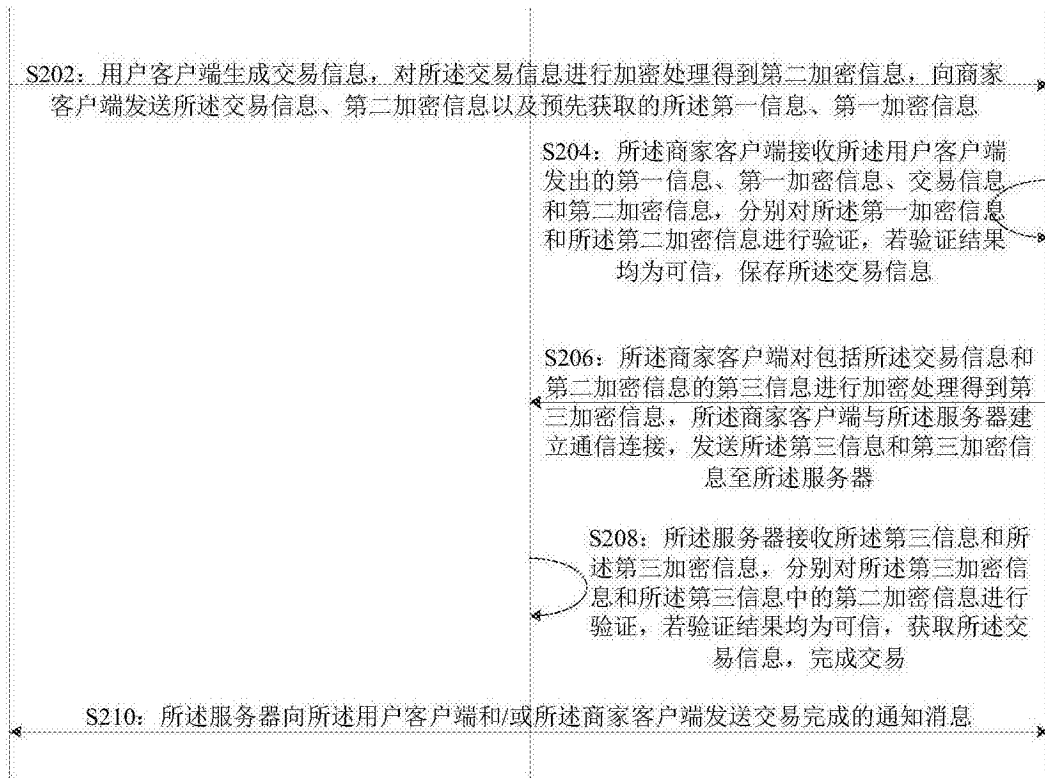 S202：用户客户端生成交易信息，对所述交易信息进行加密处理得到第二加密信息，向商家
客户端发送所述交易信息、第二加密信息以及预先获取的所述第一信息、第一加密信息
S204：所述商家客户端接收所述用户客户端
发出的第一信息、第一加密信息、交易信息
和第二加密信息，分别对所述第一加密信息
和所述第二加密信息进行验证，若验证结果
均为可信，保存所述交易信息
S206：所述商家客户端对包括所述交易信息和
第二加密信息的第三信息进行加密处理得到第
三加密信息，所述商家客户端与所述服务器建
立通信连接，发送所述第三信息和第三加密信
息至所述服务器
S208：所述服务器接收所述第三信息和所
述第三加密信息，分别对所述第三加密信
息和所述第三信息中的第二加密信息进行
验证，若验证结果均为可信，获取所述交
易信息，完成交易
S210：所述服务器向所述用户客户端和/或所述商家客户端发送交易完成的通知消息